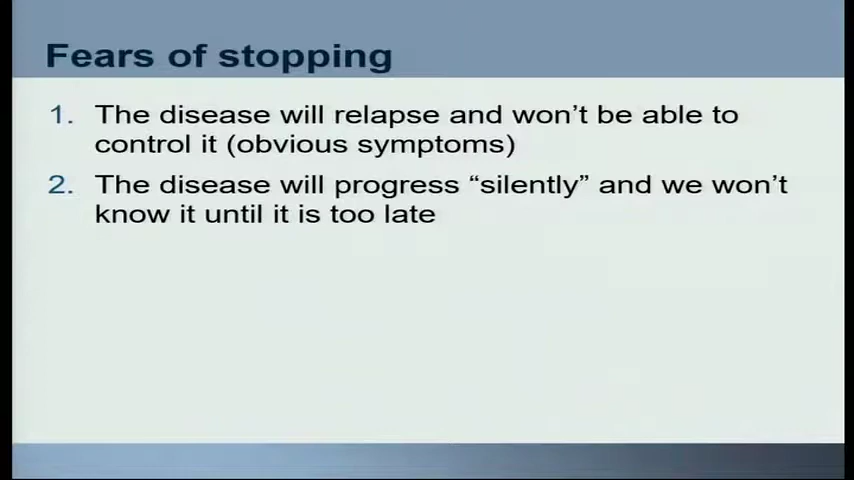 Fears of stopping
1. The disease will relapse and won't be able to
control it (obvious symptoms)
2. The disease will progress “silently” and we won't
know it until it is too late